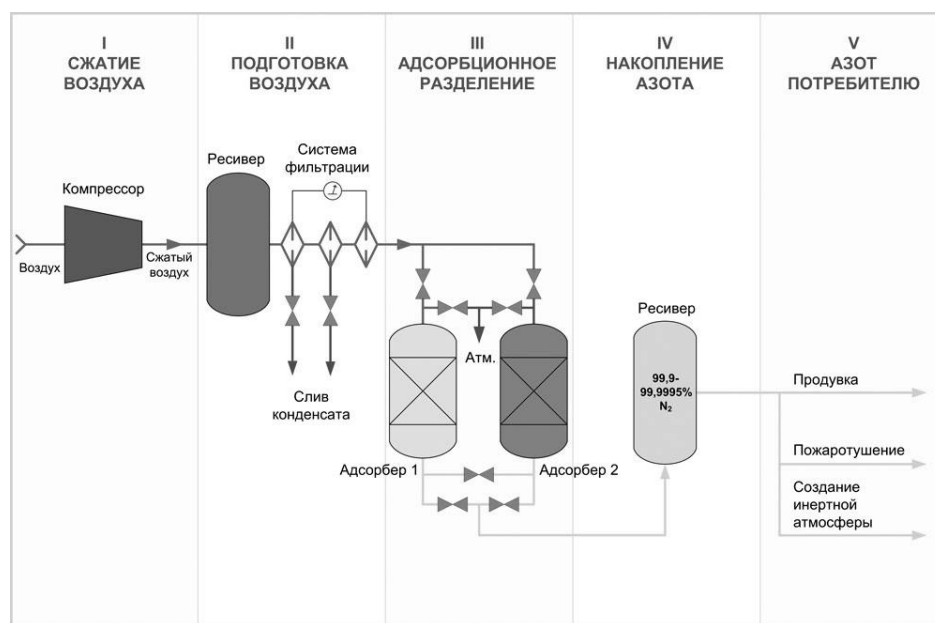 I
СЖАТИЕ
ВОЗДУХА
II
ПОДГОТОВКА
ВОЗДУХА
III
АДСОРБЦИОННОЕ
РАЗДЕЛЕНИЕ
IV
НАКОПЛЕНИЕ
АЗОТА
V
АЗОТ
ПОТРЕБИТЕЛЮ
Компрессор
Воздух
Сжатый
воздух
Ресивер
Система
фильтрации
Слив
конденсата
Атм.
Адсорбер 1
Адсорбер 2
Ресивер
99,9-
99,9995%
N₂
Продувка
Пожаротушение
Создание
инертной
атмосферы